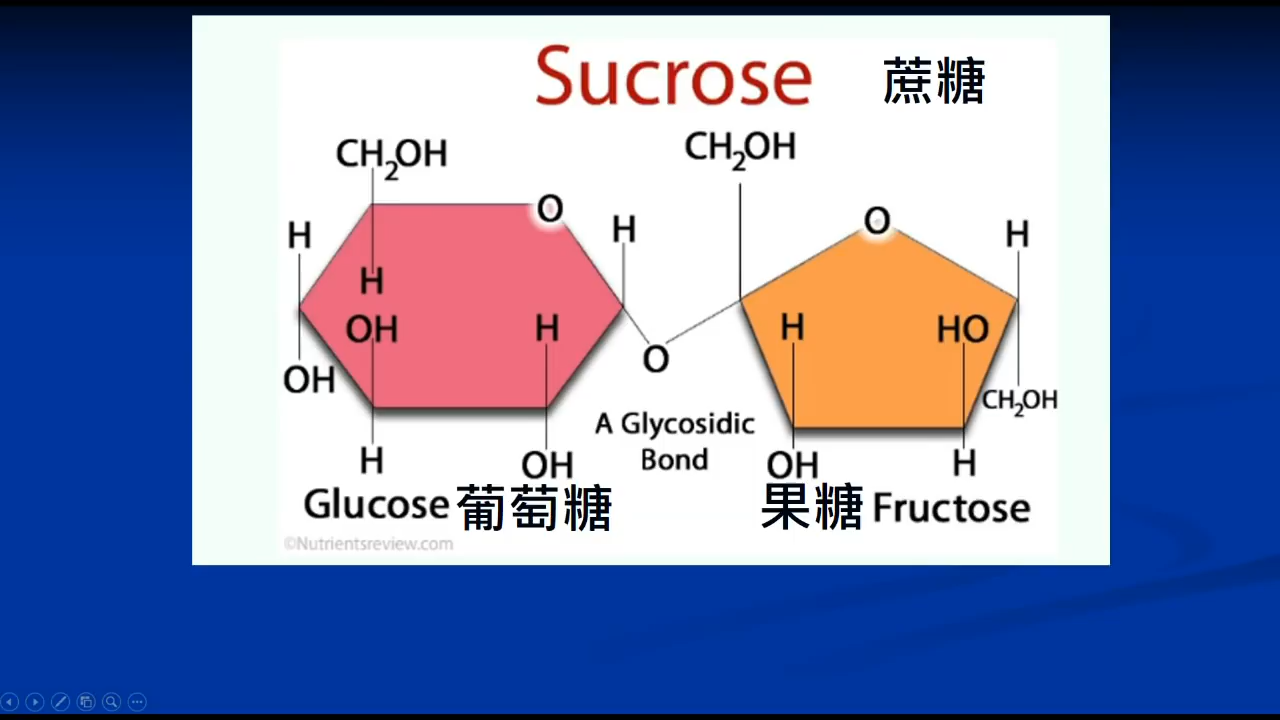 Sucrose 蔗糖
CH2OH
CH2OH
O
O
H
H
H
H
OH
H
H
HO
OH
O
CH2OH
A Glycosidic
Bond
H
OH
OH
H
Glucose 葡萄糖
果糖 Fructose
©Nutrientsreview.com